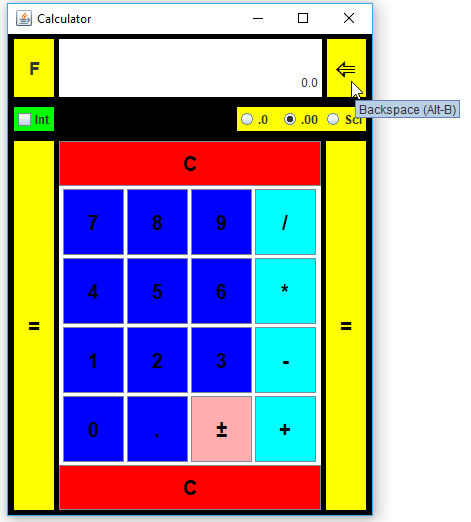 Calculator
F
0.0
⇐
Backspace (Alt-B)
Int
.0 .00 Sci
C
7 8 9 /
4 5 6 *
= =
1 2 3 -
0 . ± +
C